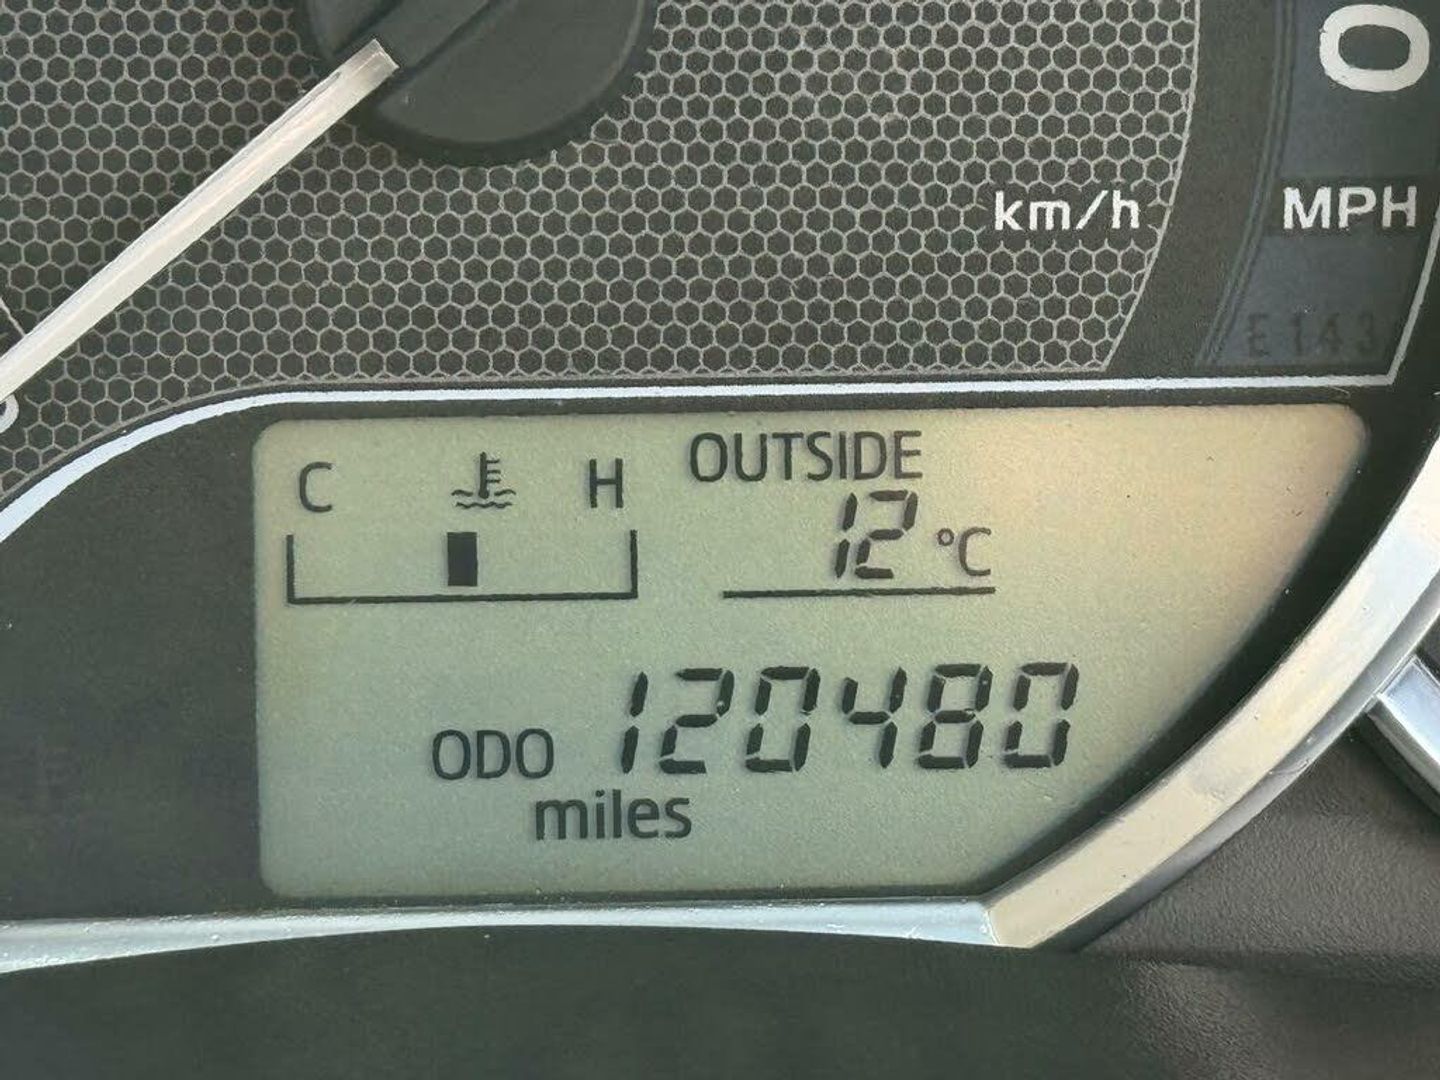 0
km/h
MPH
E143
C H
OUTSIDE
12 °C
ODO 120480
miles